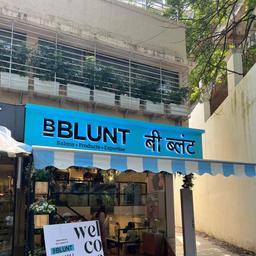 BBLUNT बी ब्लंट
Salons • Products • Expertise
wel
co
BBLUNT